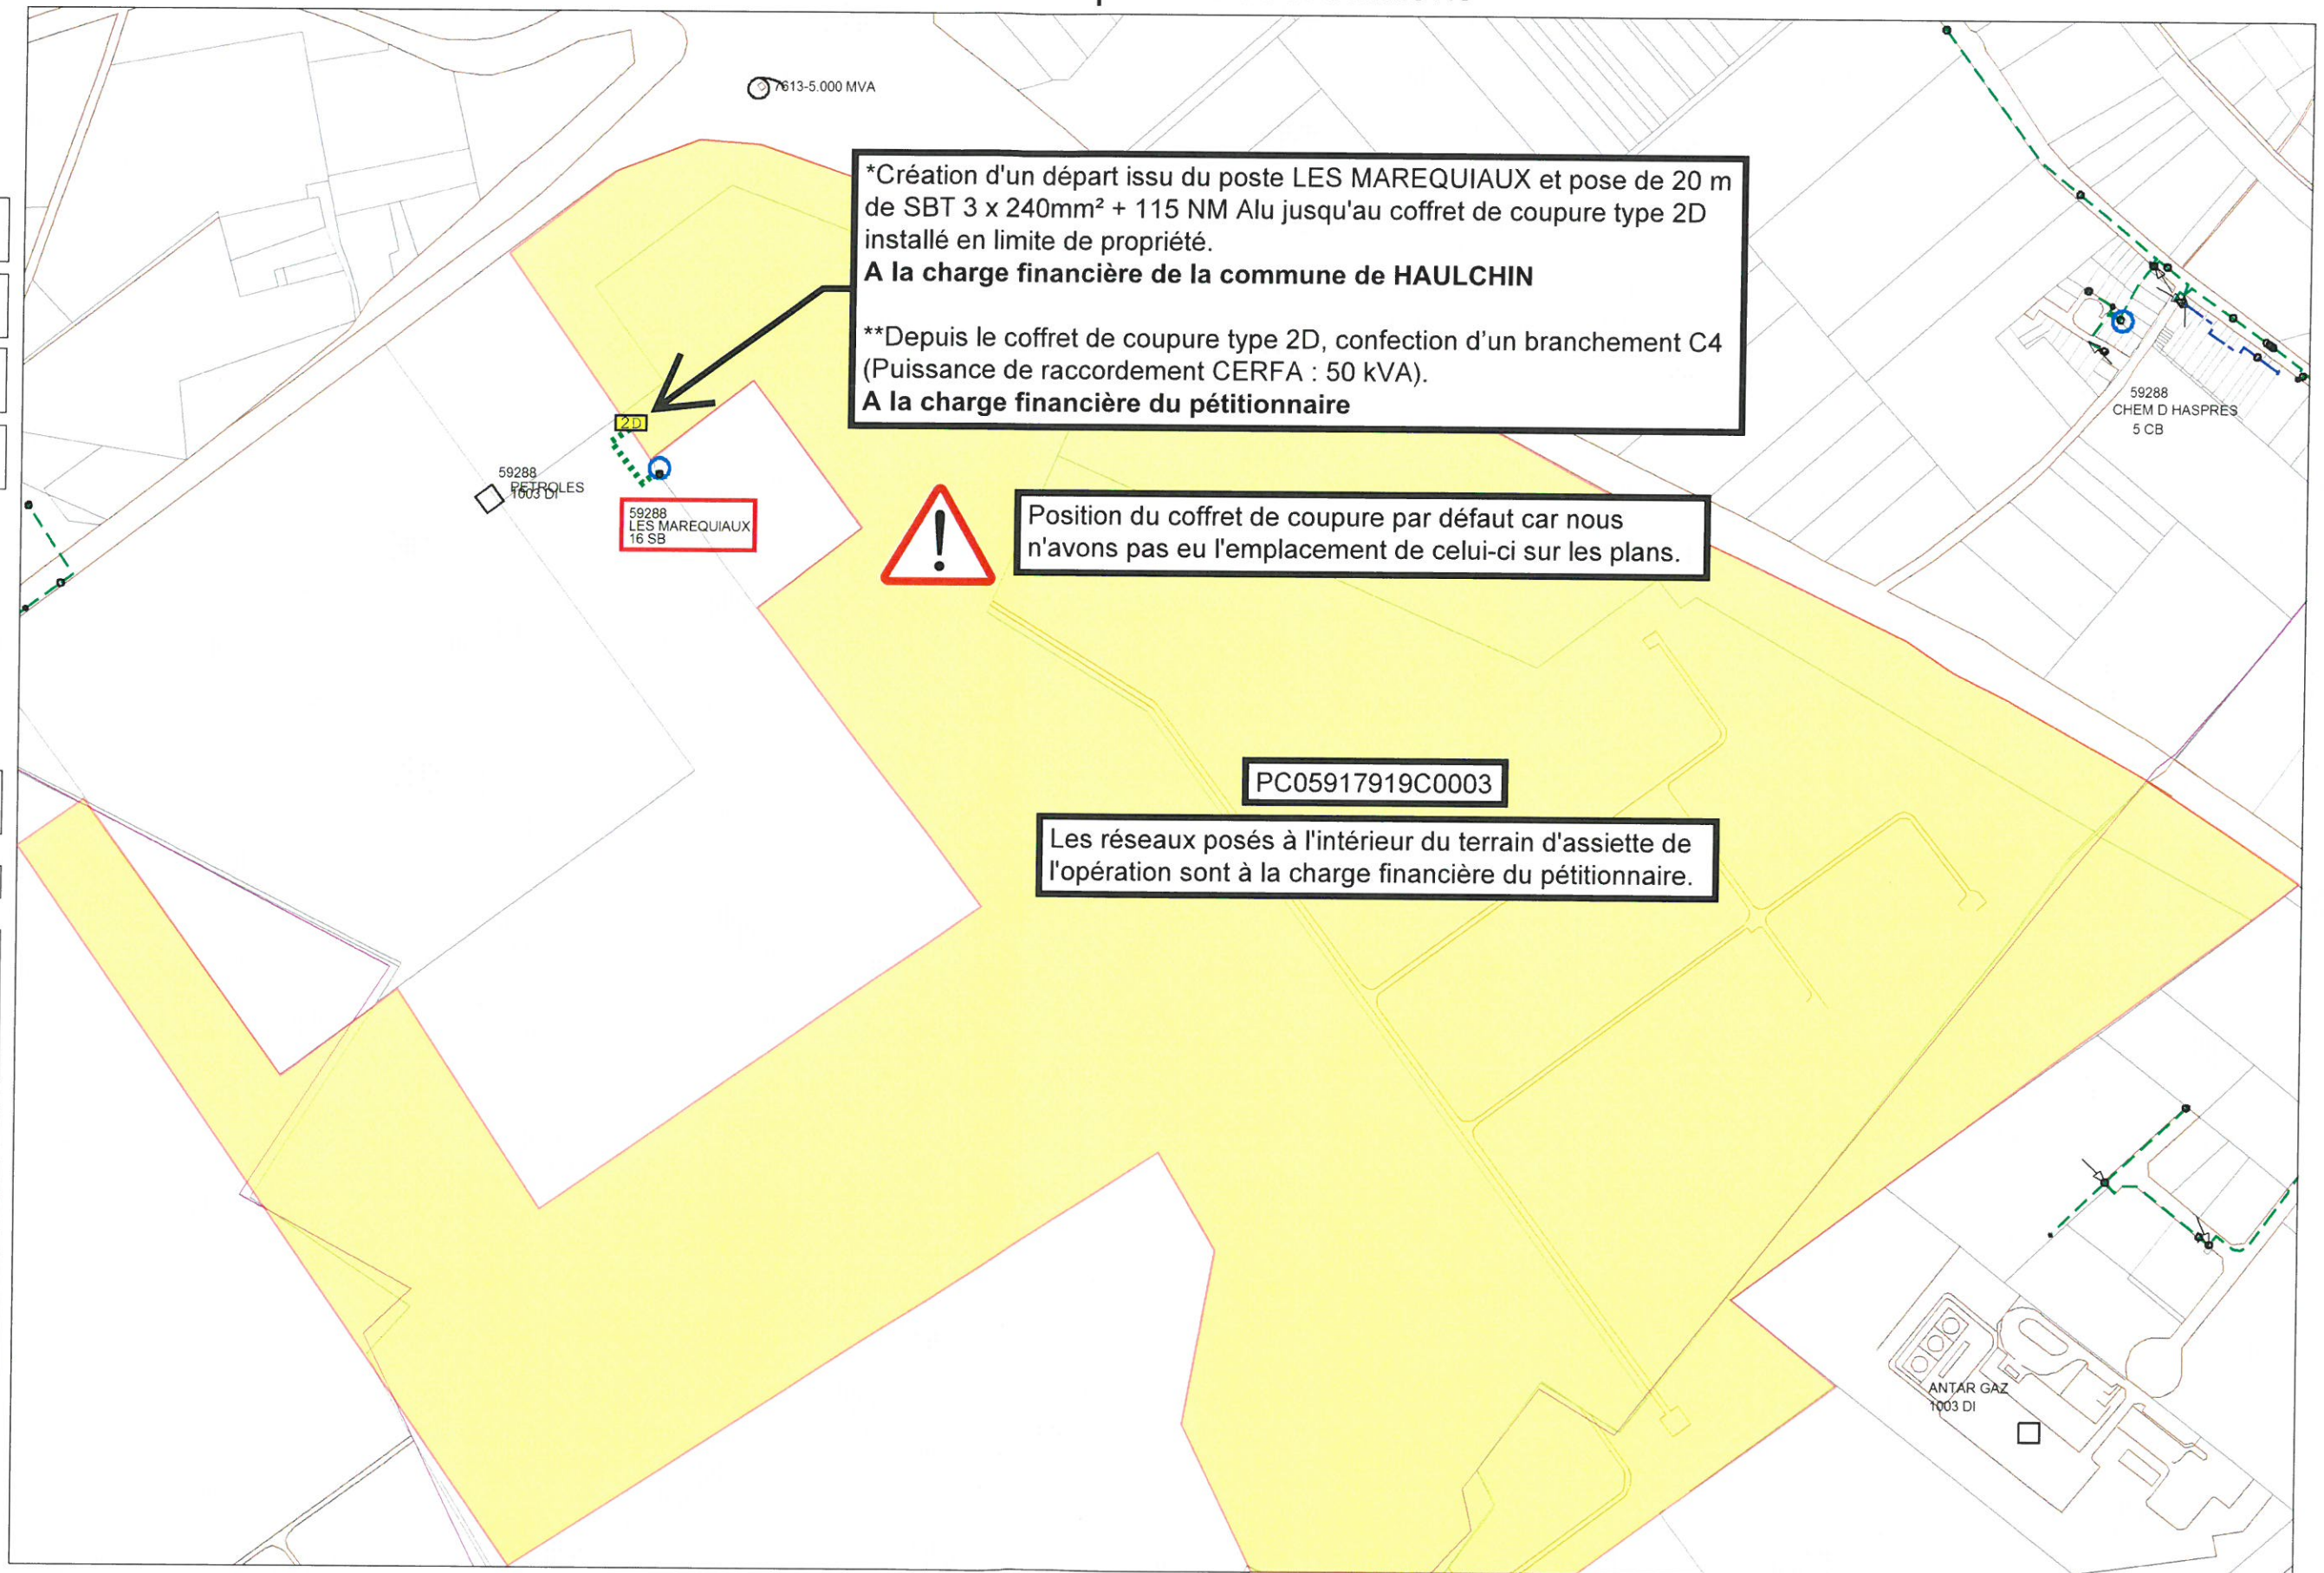 7613-5.000 MVA
*Création d'un départ issu du poste LES MAREQUIAUX et pose de 20 m
de SBT 3 x 240mm² + 115 NM Alu jusqu'au coffret de coupure type 2D
installé en limite de propriété.
A la charge financière de la commune de HAULCHIN
**Depuis le coffret de coupure type 2D, confection d'un branchement C4
(Puissance de raccordement CERFA : 50 kVA).
A la charge financière du pétitionnaire
59288
CHEM D HASPRES
5 CB
2D
59288
PETROLES
1003 DI
59288
LES MAREQUIAUX
16 SB
!
Position du coffret de coupure par défaut car nous
n'avons pas eu l'emplacement de celui-ci sur les plans.
PC05917919C0003
Les réseaux posés à l'intérieur du terrain d'assiette de
l'opération sont à la charge financière du pétitionnaire.
ANTAR GAZ
1003 DI